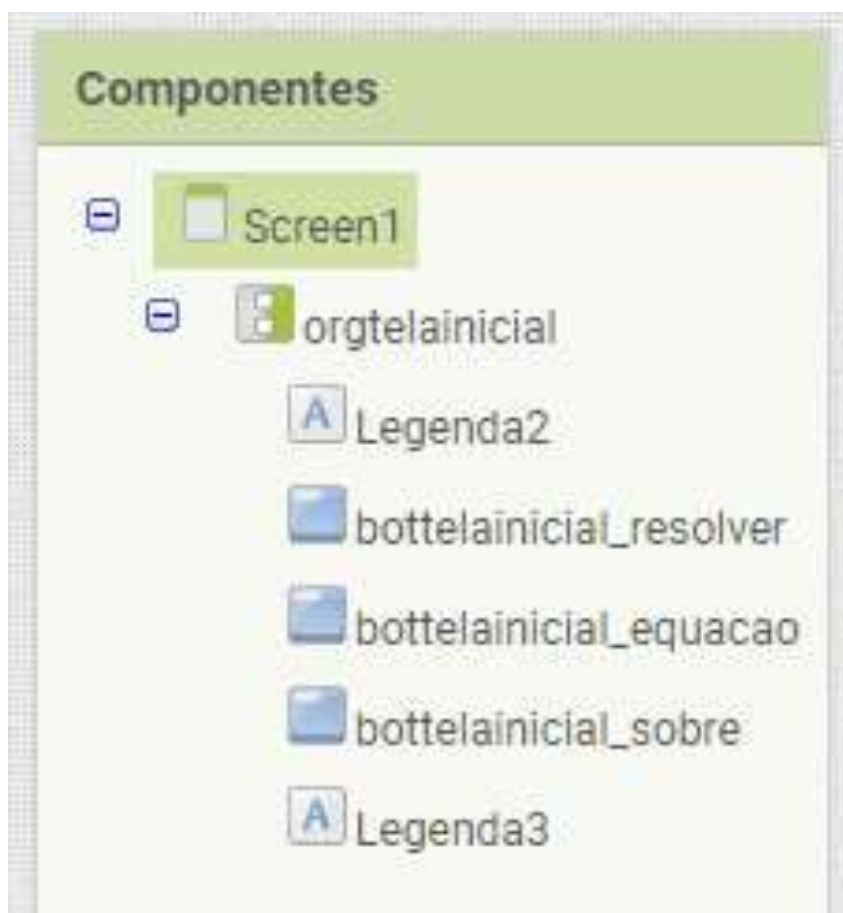 Componentes
Screen1
orgtelainicial
A Legenda2
bottelainicial_resolver
bottelainicial_equacao
bottelainicial_sobre
A Legenda3